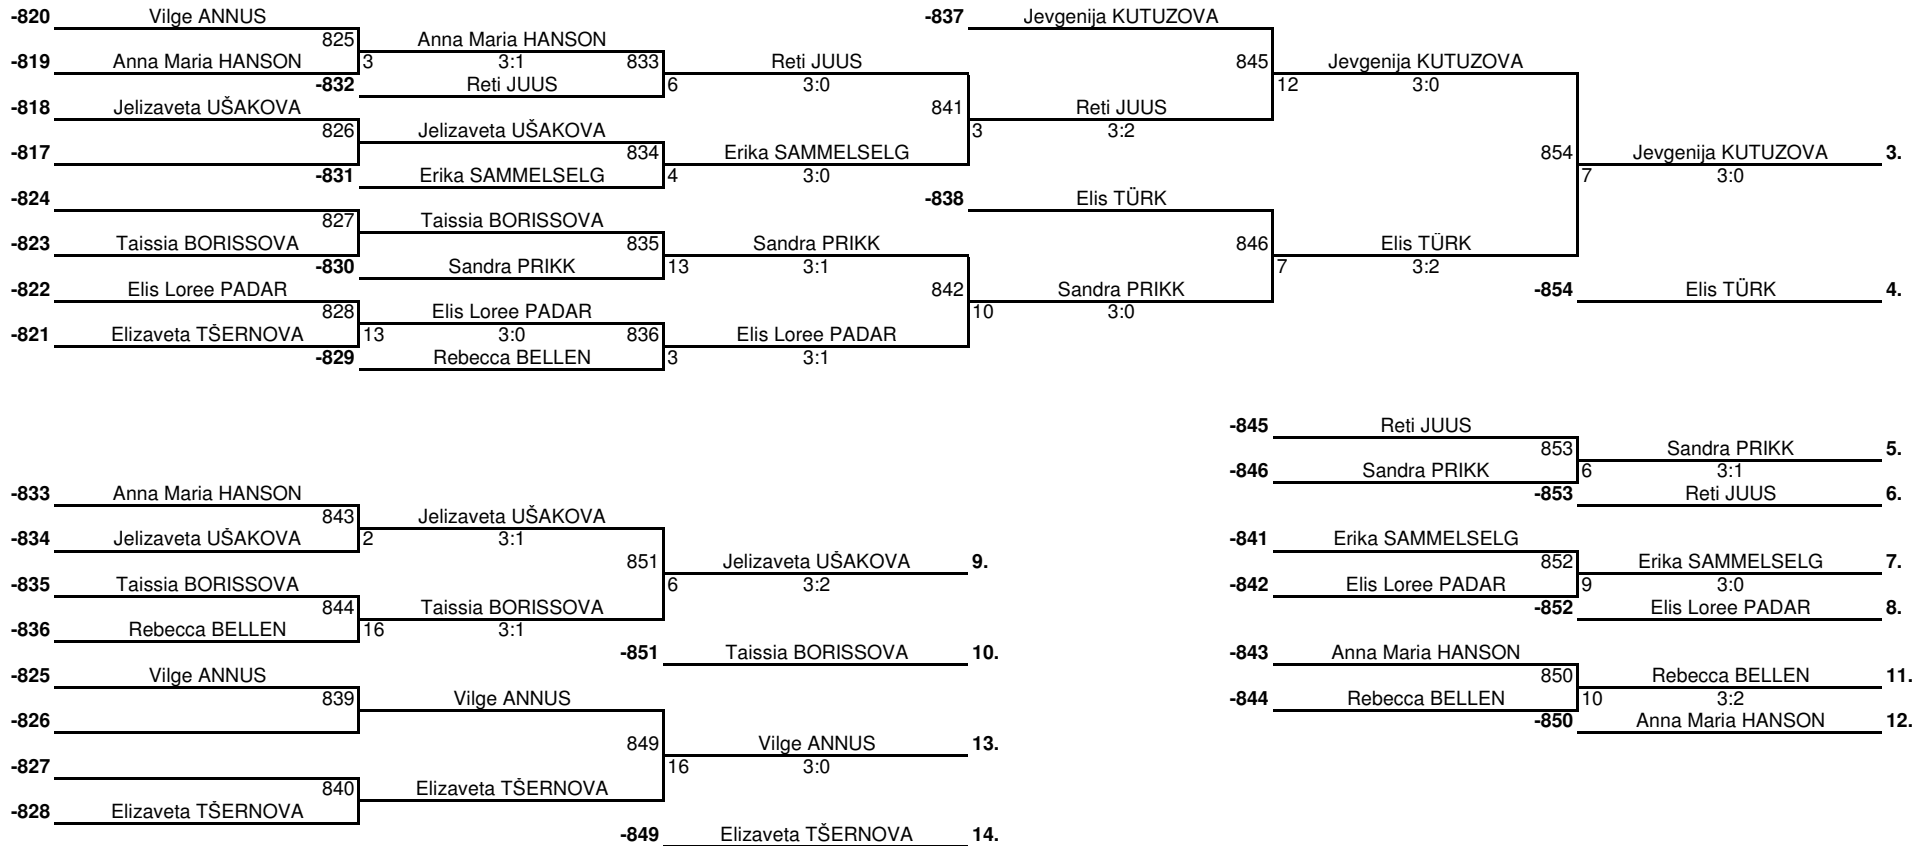 -820 Vilge ANNUS -837 Jevgenija KUTUZOVA
825 Anna Maria HANSON
-819 Anna Maria HANSON 3 3:1 833 Reti JUUS 845 Jevgenija KUTUZOVA
-832 Reti JUUS 6 3:0 12 3:0
-818 Jelizaveta UŠAKOVA 841 Reti JUUS
826 Jelizaveta UŠAKOVA 3 3:2
-817 834 Erika SAMMELSELG 854 Jevgenija KUTUZOVA 3.
-831 Erika SAMMELSELG 4 3:0 7 3:0
-824 -838 Elis TÜRK
827 Taissia BORISSOVA
-823 Taissia BORISSOVA 835 Sandra PRIKK 846 Elis TÜRK
-830 Sandra PRIKK 13 3:1 7 3:2
-822 Elis Loree PADAR 842 Sandra PRIKK -854 Elis TÜRK 4.
828 Elis Loree PADAR 10 3:0
-821 Elizaveta TŠERNOVA 13 3:0 836 Elis Loree PADAR
-829 Rebecca BELLEN 3 3:1
-845 Reti JUUS
853 Sandra PRIKK 5.
-846 Sandra PRIKK 6 3:1
-833 Anna Maria HANSON -853 Reti JUUS 6.
843 Jelizaveta UŠAKOVA
-834 Jelizaveta UŠAKOVA 2 3:1 -841 Erika SAMMELSELG
851 Jelizaveta UŠAKOVA 9. 852 Erika SAMMELSELG 7.
-835 Taissia BORISSOVA 6 3:2 -842 Elis Loree PADAR 9 3:0
844 Taissia BORISSOVA -852 Elis Loree PADAR 8.
-836 Rebecca BELLEN 16 3:1
-851 Taissia BORISSOVA 10. -843 Anna Maria HANSON
-825 Vilge ANNUS 850 Rebecca BELLEN 11.
839 Vilge ANNUS -844 Rebecca BELLEN 10 3:2
-826 -850 Anna Maria HANSON 12.
849 Vilge ANNUS 13.
-827 16 3:0
840 Elizaveta TŠERNOVA
-828 Elizaveta TŠERNOVA
-849 Elizaveta TŠERNOVA 14.